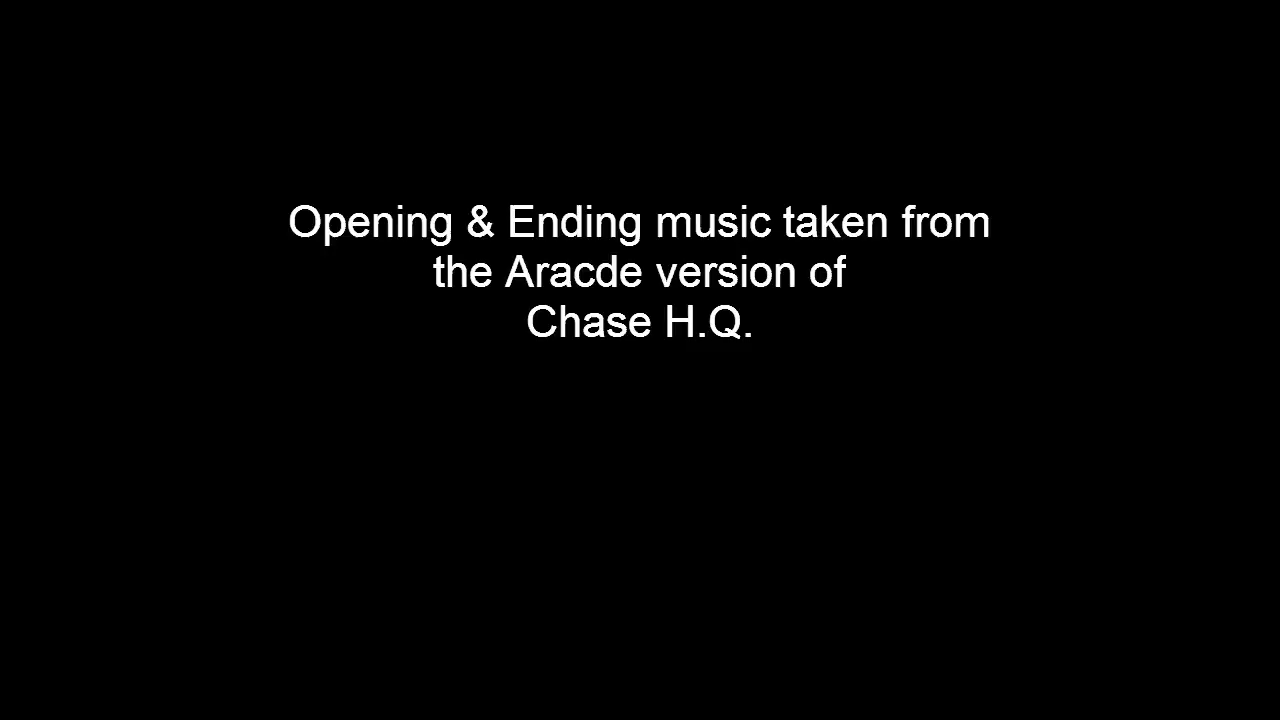 Opening & Ending music taken from
the Aracde version of
Chase H.Q.